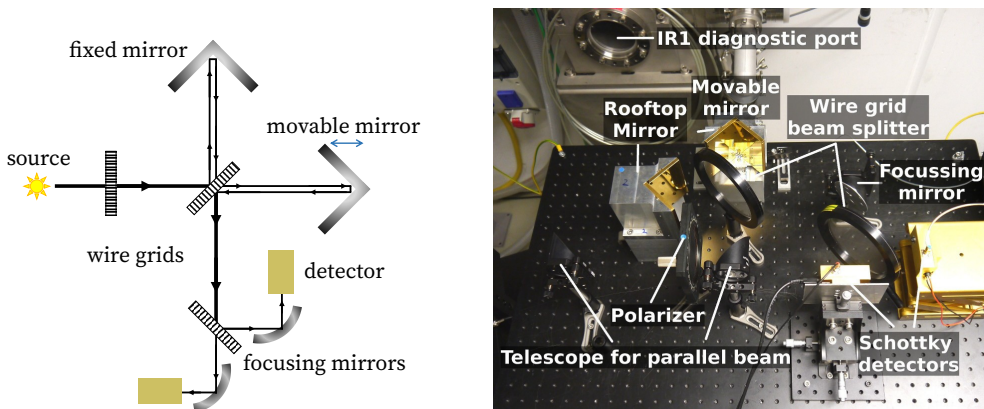 fixed mirror
movable mirror
source
wire grids
detector
focusing mirrors
IR1 diagnostic port
Movable
mirror
Rooftop
Mirror
Wire grid
beam splitter
Focussing
mirror
Polarizer
Telescope for parallel beam
Schottky
detectors